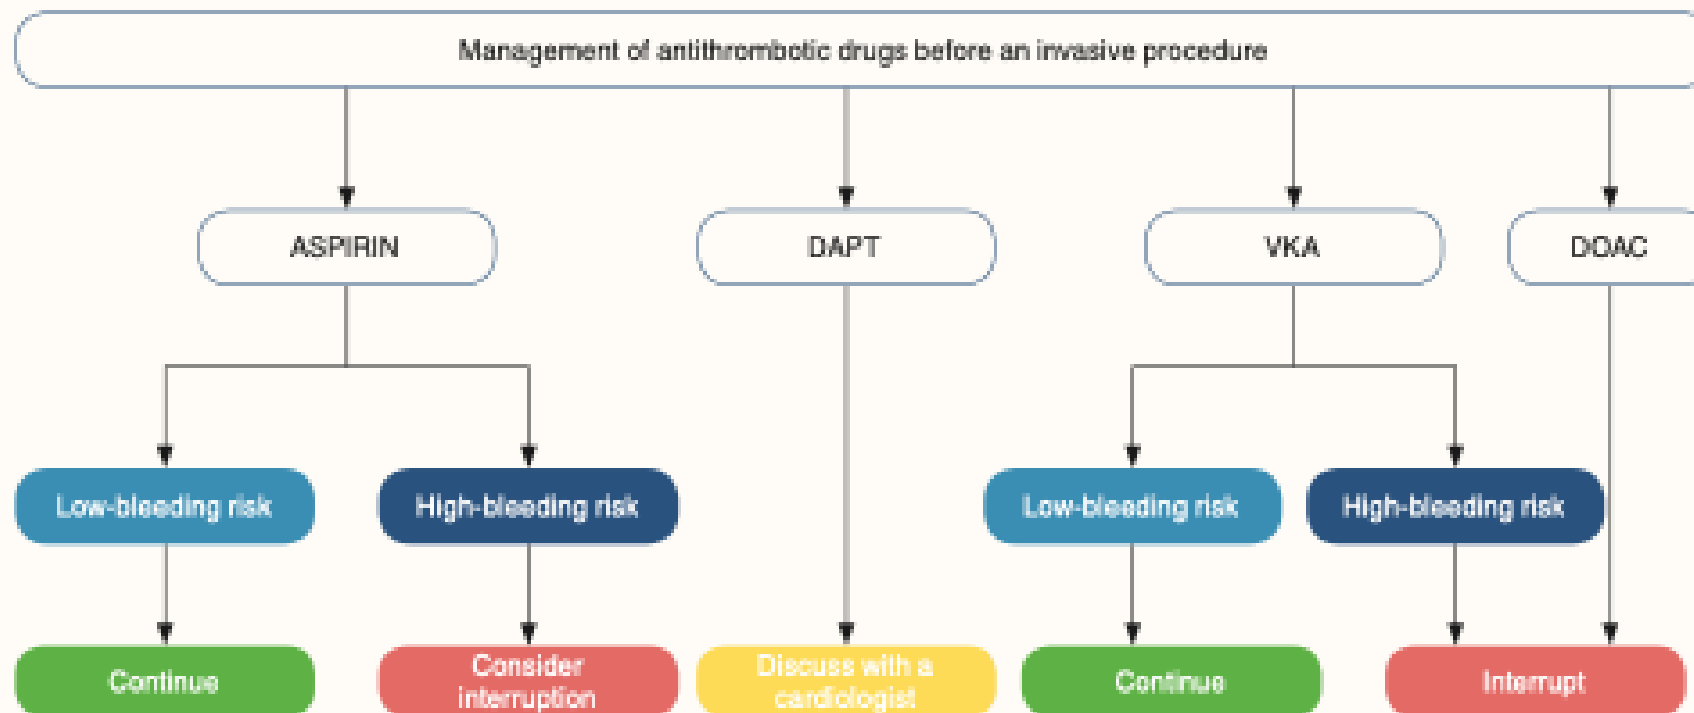 Management of antithrombotic drugs before an invasive procedure
ASPIRIN
DAPT
VKA
DOAC
Low-bleeding risk
High-bleeding risk
Low-bleeding risk
High-bleeding risk
Continue
Consider
interruption
Discuss with a
cardiologist
Continue
Interrupt